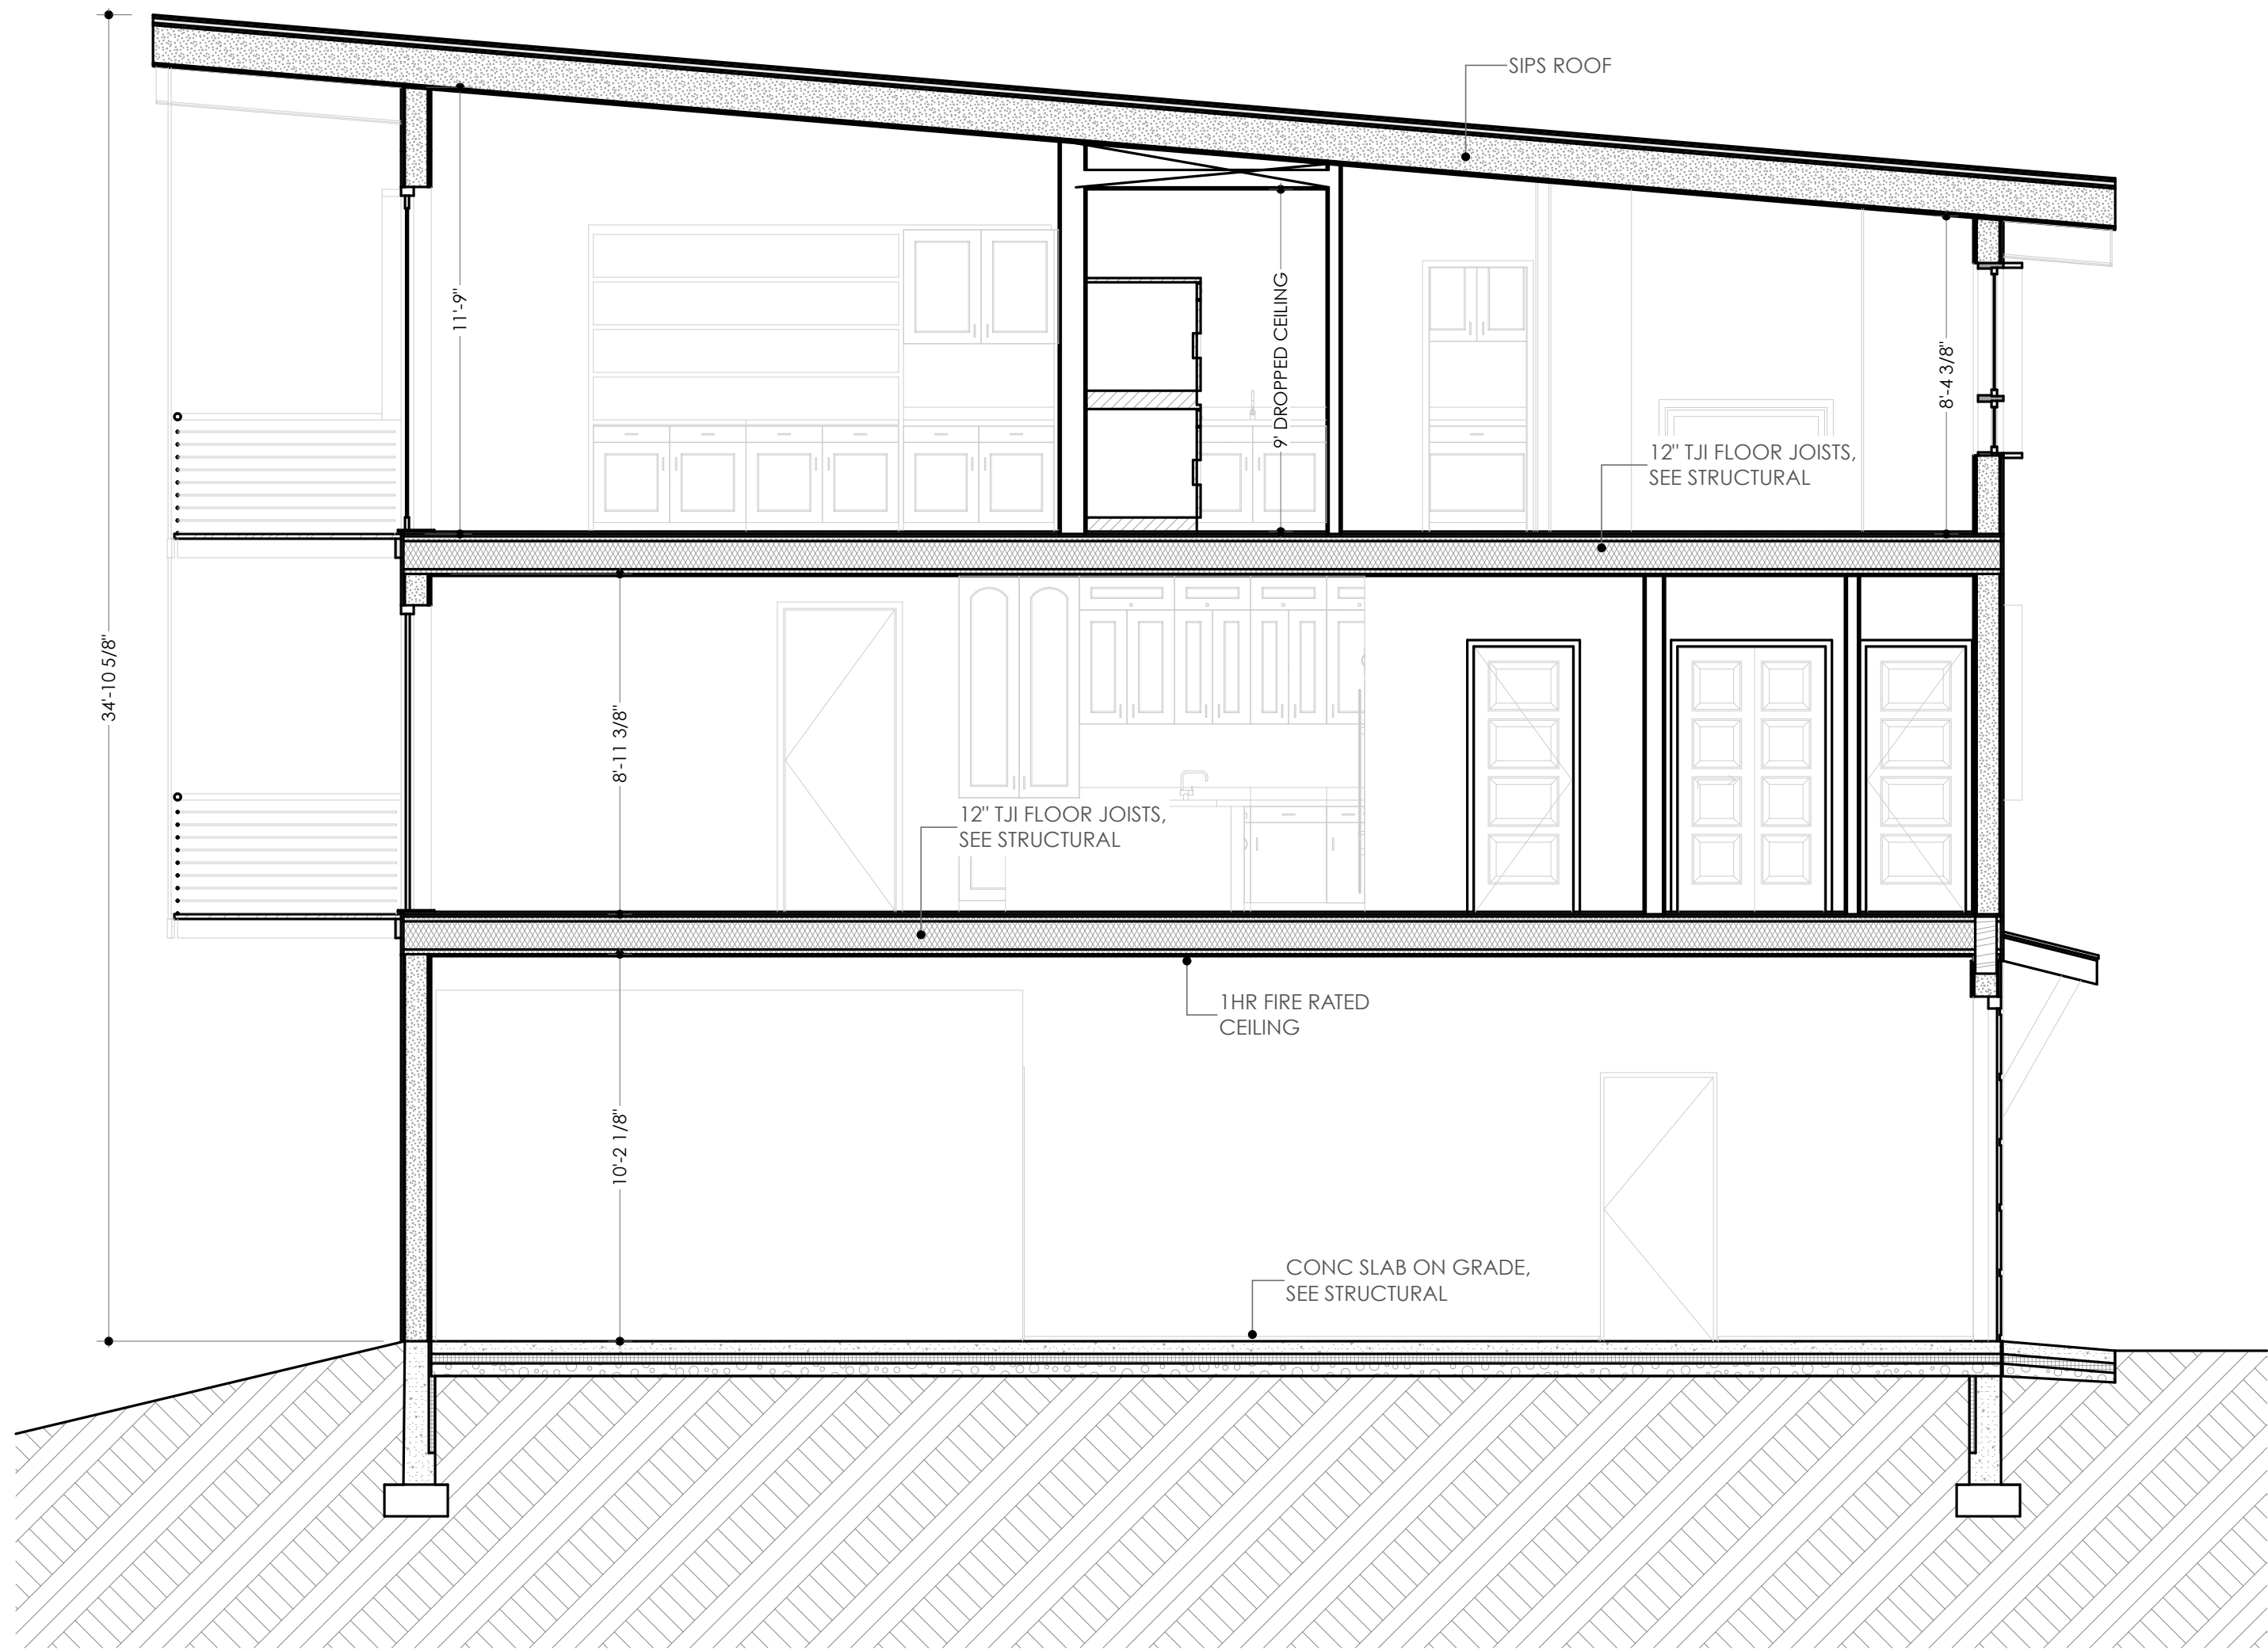 SIPS ROOF
11'-9"
9' DROPPED CEILING
8'-4 3/8"
12" TJI FLOOR JOISTS,
SEE STRUCTURAL
34'-10 5/8"
8'-11 3/8"
12" TJI FLOOR JOISTS,
SEE STRUCTURAL
1HR FIRE RATED
CEILING
10'-2 1/8"
CONC SLAB ON GRADE,
SEE STRUCTURAL